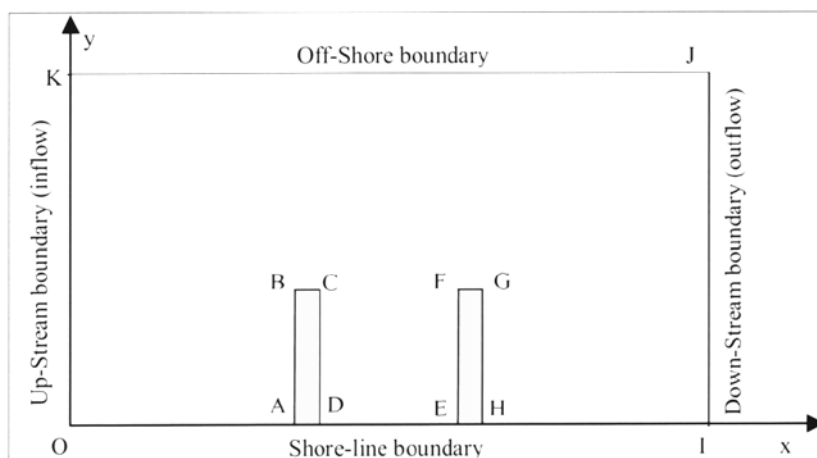 y
Off-Shore boundary
J
K
Up-Stream boundary (inflow)
Down-Stream boundary (outflow)
B C F G
A D E H
O Shore-line boundary I x